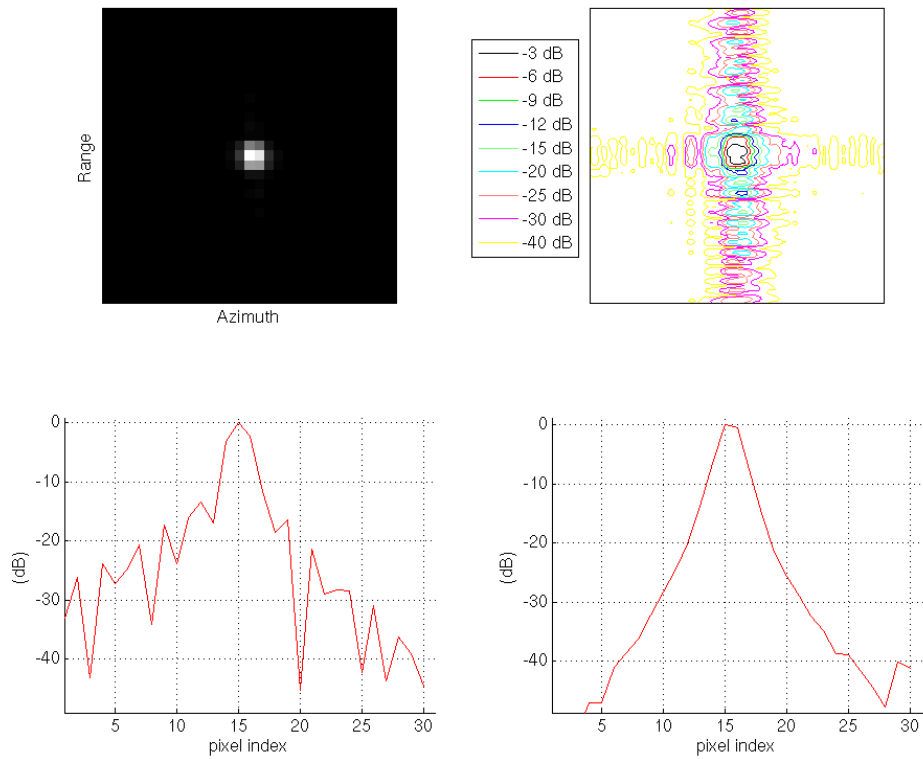 Range
Azimuth
-3 dB
-6 dB
-9 dB
-12 dB
-15 dB
-20 dB
-25 dB
-30 dB
-40 dB
0
-10
-20
-30
-40
(dB)
5 10 15 20 25 30
pixel index
0
-10
-20
-30
-40
(dB)
5 10 15 20 25 30
pixel index